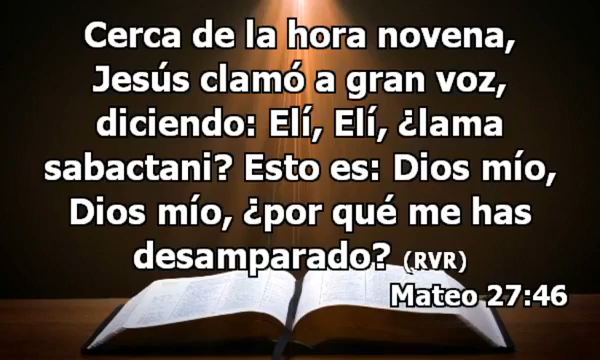 Cerca de la hora novena,
Jesús clamó a gran voz,
diciendo: Elí, Elí, ¿lama
sabactani? Esto es: Dios mío,
Dios mío, ¿por qué me has
desamparado? (RVR)
Mateo 27:46